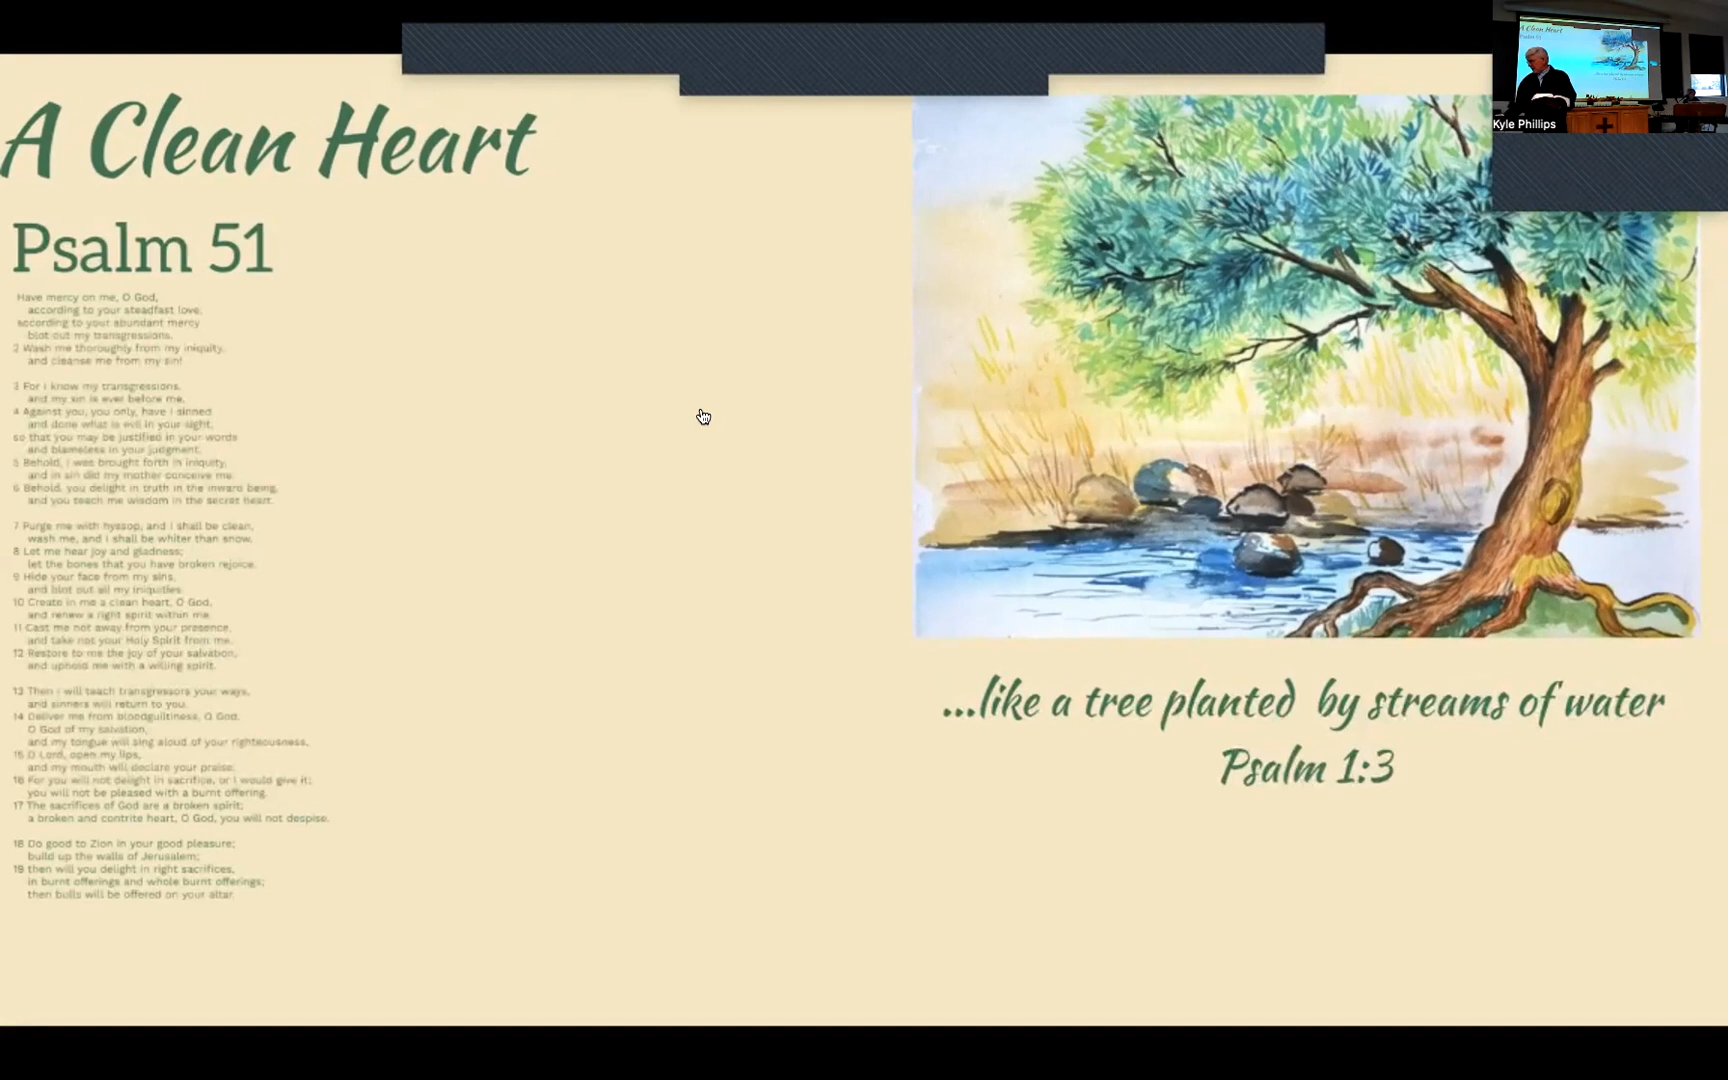 A Clean Heart
Psalm 51
Have mercy on me, O God,
according to your steadfast love,
according to your abundant mercy
blot out my transgressions.
2 Wash me thoroughly from my iniquity,
and cleanse me from my sin!
3 For I know my transgressions,
and my sin is ever before me.
4 Against you, you only, have I sinned
and done what is evil in your sight,
so that you may be justified in your words
and blameless in your judgment.
5 Behold, I was brought forth in iniquity,
and in sin did my mother conceive me.
6 Behold, you delight in truth in the inward being,
and you teach me wisdom in the secret heart.
7 Purge me with hyssop, and I shall be clean;
wash me, and I shall be whiter than snow.
8 Let me hear joy and gladness;
let the bones that you have broken rejoice.
9 Hide your face from my sins,
and blot out all my iniquities.
10 Create in me a clean heart, O God,
and renew a right spirit within me.
11 Cast me not away from your presence,
and take not your Holy Spirit from me.
12 Restore to me the joy of your salvation,
and uphold me with a willing spirit.
13 Then I will teach transgressors your ways,
and sinners will return to you.
14 Deliver me from bloodguiltiness, O God,
O God of my salvation,
and my tongue will sing aloud of your righteousness.
15 O Lord, open my lips,
and my mouth will declare your praise.
16 For you will not delight in sacrifice, or I would give it;
you will not be pleased with a burnt offering.
17 The sacrifices of God are a broken spirit;
a broken and contrite heart, O God, you will not despise.
18 Do good to Zion in your good pleasure;
build up the walls of Jerusalem;
19 then will you delight in right sacrifices,
in burnt offerings and whole burnt offerings;
then bulls will be offered on your altar.
...like a tree planted by streams of water
Psalm 1:3
A Clean Heart
Psalm 51
Kyle Phillips